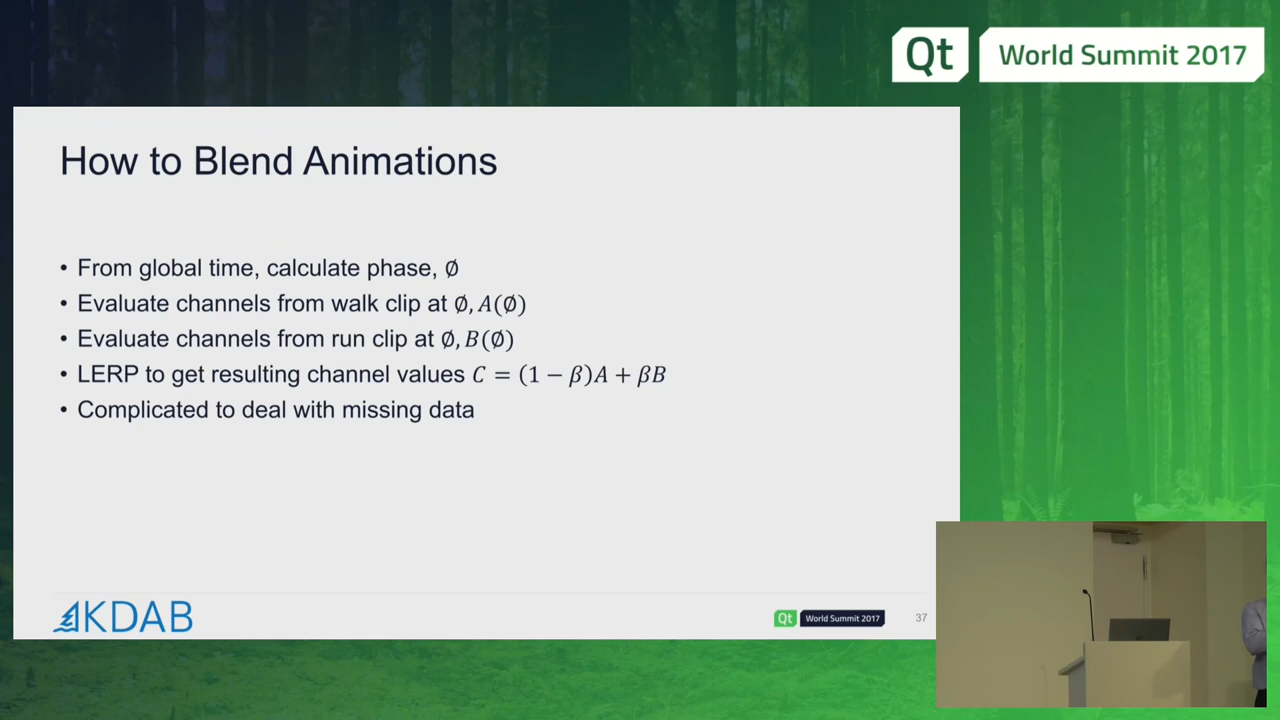 Qt World Summit 2017
How to Blend Animations
• From global time, calculate phase, ∅
• Evaluate channels from walk clip at ∅, A(∅)
• Evaluate channels from run clip at ∅, B(∅)
• LERP to get resulting channel values C = (1 − β)A + βB
• Complicated to deal with missing data
KDAB
Qt World Summit 2017
37